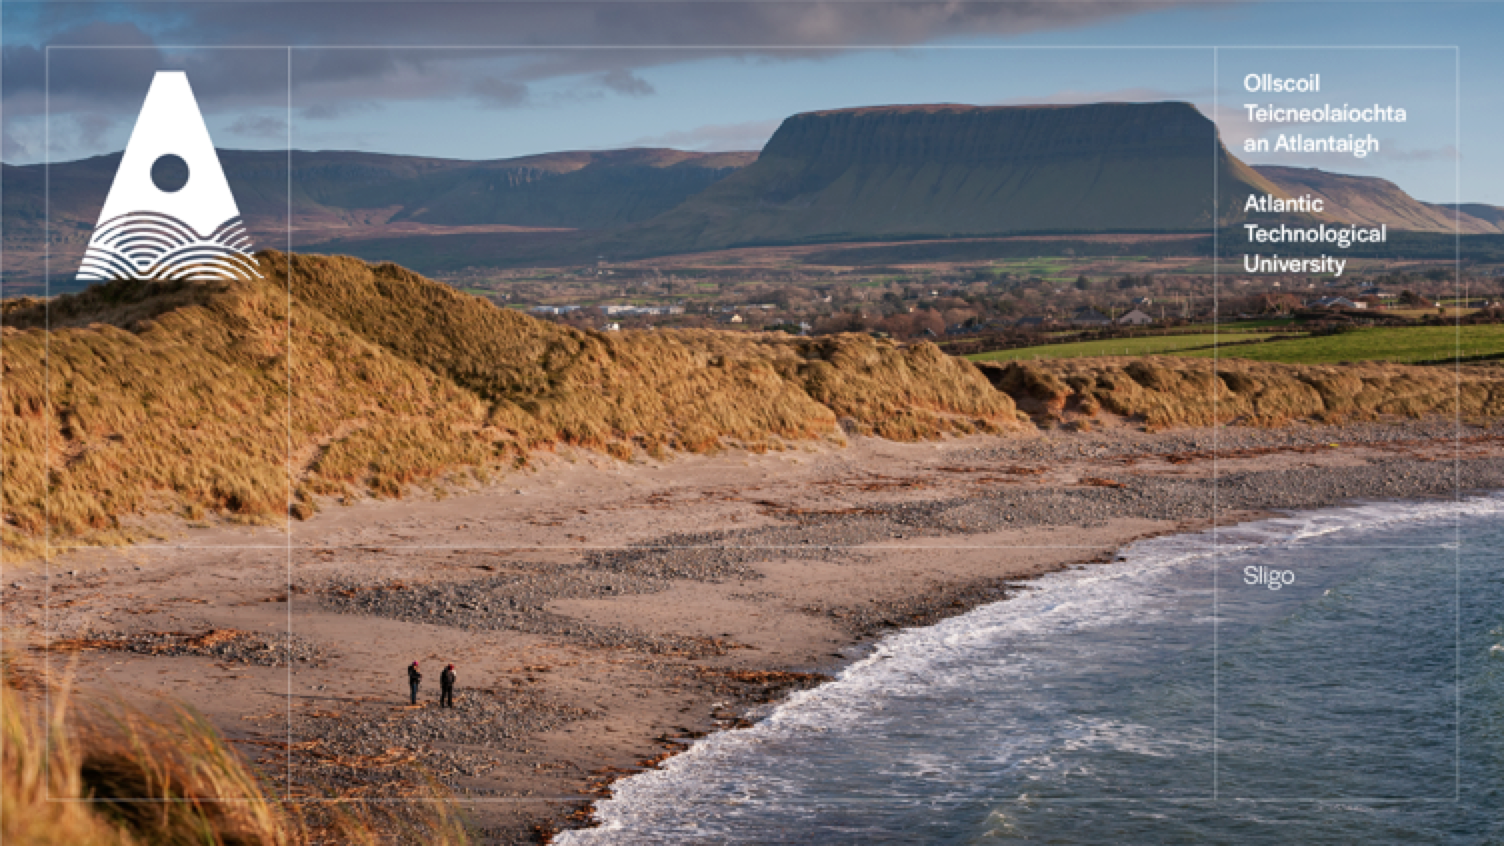 Ollscoil
Teicneolaíochta
an Atlantaigh
Atlantic
Technological
University
Sligo